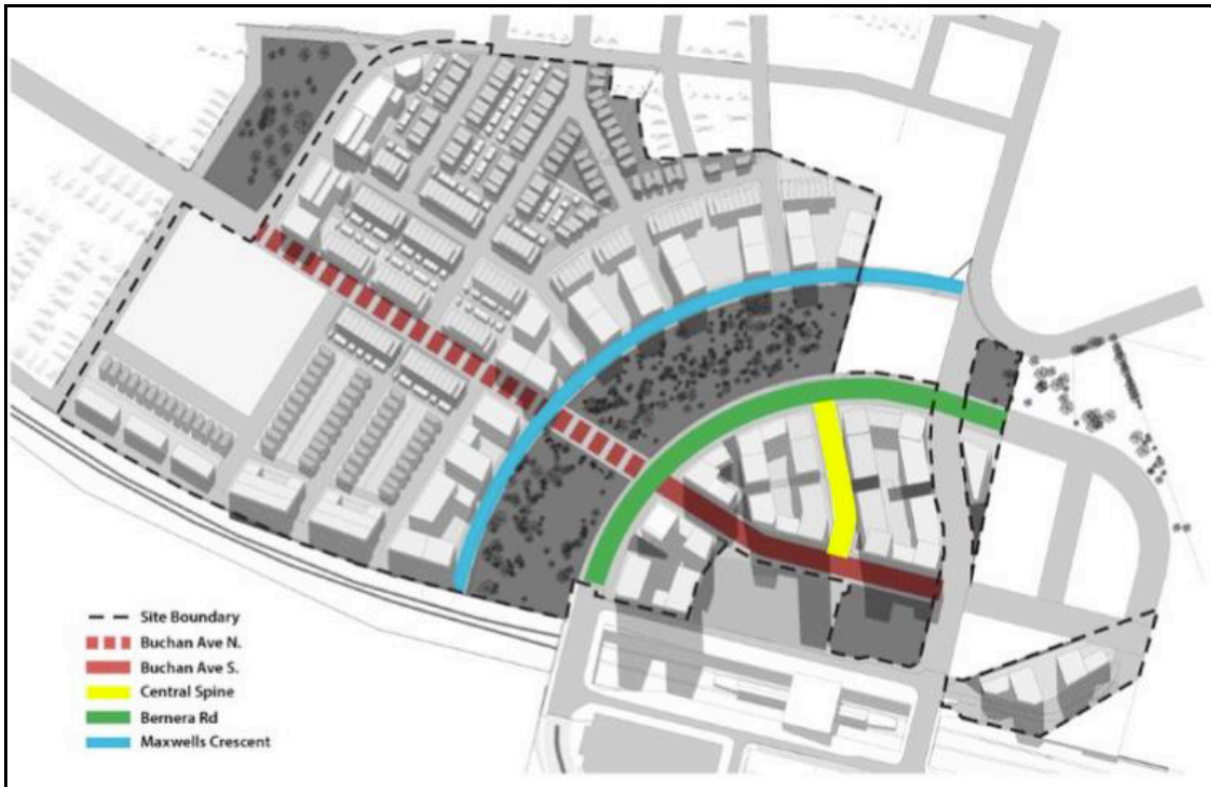 Site Boundary
Buchan Ave N.
Buchan Ave S.
Central Spine
Bernera Rd
Maxwells Crescent